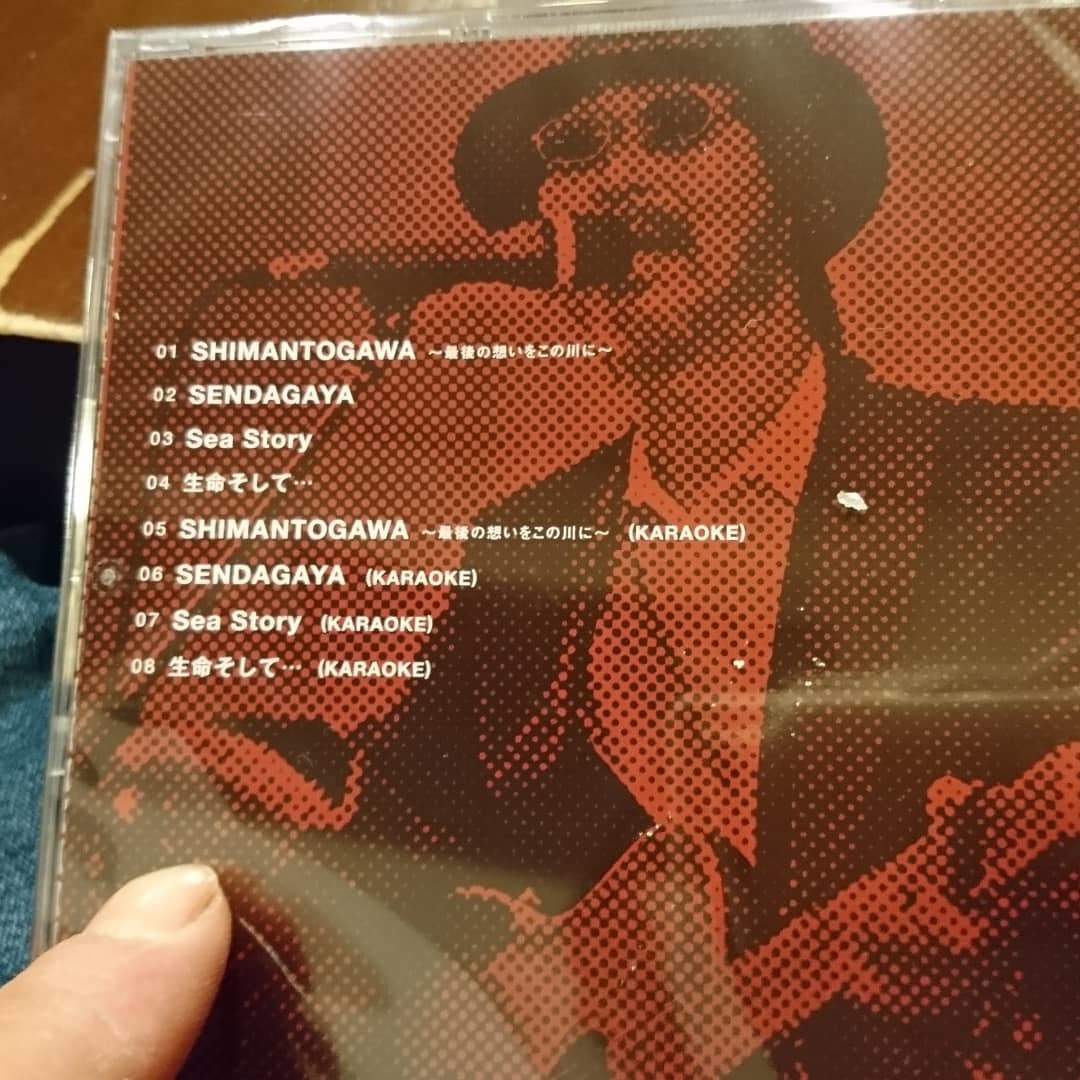 01 SHIMANTOGAWA ～最後の想いをこの川に～
02 SENDAGAYA
03 Sea Story
04 生命そして…
05 SHIMANTOGAWA ～最後の想いをこの川に～ (KARAOKE)
06 SENDAGAYA (KARAOKE)
07 Sea Story (KARAOKE)
08 生命そして… (KARAOKE)